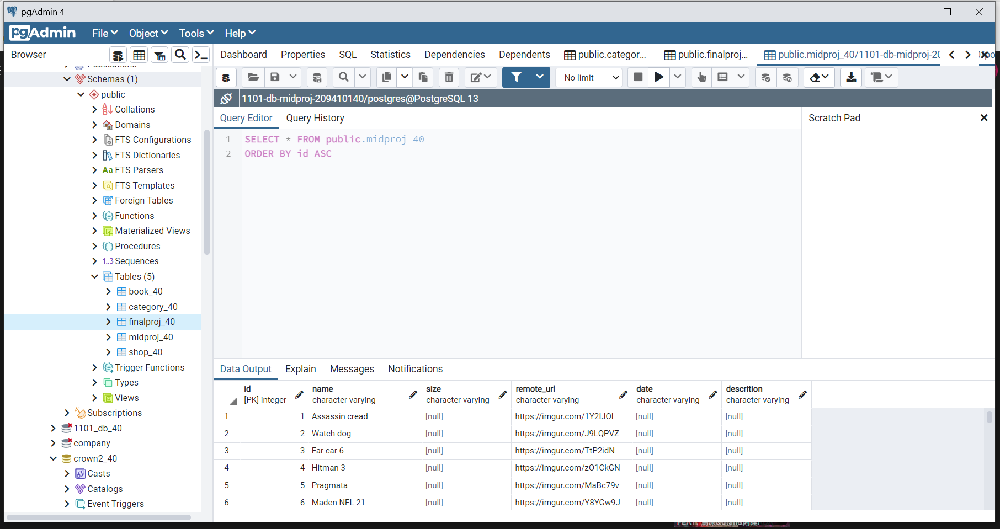 pgAdmin 4
pgAdmin File Object Tools Help
Browser
Dashboard Properties SQL Statistics Dependencies Dependents public.categor... public.finalproj... public.midproj_40/1101-db-midproj-20
No limit
1101-db-midproj-209410140/postgres@PostgreSQL 13
Query Editor Query History
Scratch Pad
1 SELECT * FROM public.midproj_40
2 ORDER BY id ASC
Publications
Schemas (1)
public
Collations
Domains
FTS Configurations
FTS Dictionaries
Aa FTS Parsers
FTS Templates
Foreign Tables
Functions
Materialized Views
Procedures
1..3 Sequences
Tables (5)
book_40
category_40
finalproj_40
midproj_40
shop_40
Trigger Functions
Types
Views
Subscriptions
1101_db_40
company
crown2_40
Casts
Catalogs
Event Triggers
Data Output Explain Messages Notifications
id name size remote_url date descrition
[PK] integer character varying character varying character varying character varying character varying
1 1 Assassin cread [null] https://imgur.com/1Y2IJOl [null] [null]
2 2 Watch dog [null] https://imgur.com/J9LQPVZ [null] [null]
3 3 Far car 6 [null] https://imgur.com/TtP2idN [null] [null]
4 4 Hitman 3 [null] https://imgur.com/zO1CkGN [null] [null]
5 5 Pragmata [null] https://imgur.com/MaBc79v [null] [null]
6 6 Maden NFL 21 [null] https://imgur.com/Y8YGw9J [null] [null]